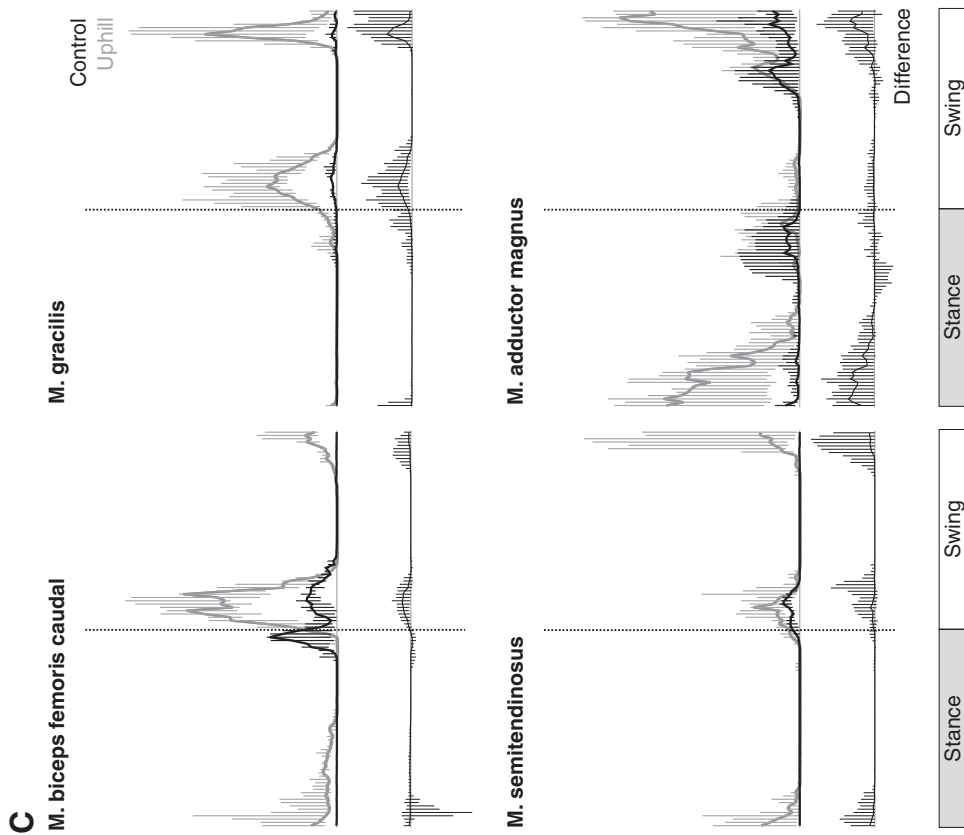 C
M. biceps femoris caudal
M. gracilis
Control
Uphill
M. semitendinosus
M. adductor magnus
Difference
Stance
Swing
Stance
Swing